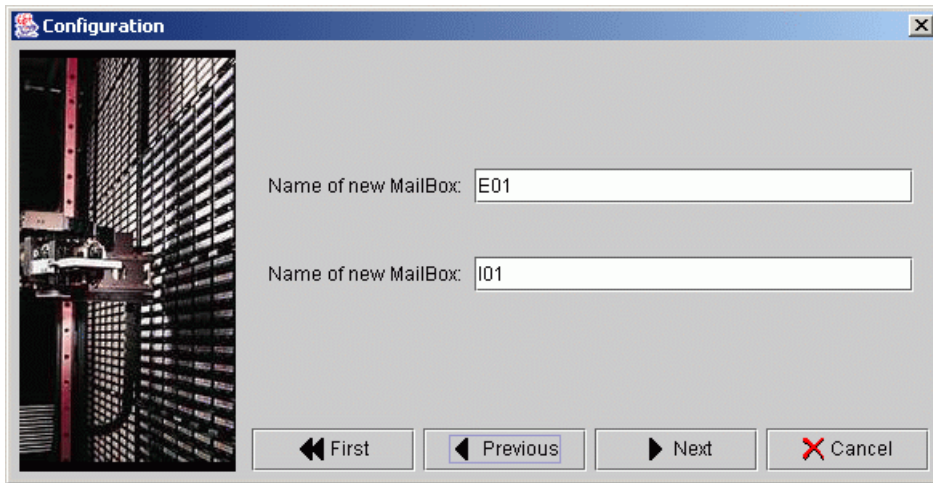 Configuration
Name of new MailBox: E01
Name of new MailBox: I01
First Previous Next Cancel